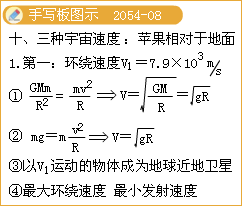 手写板图示 2054-08
十、三种宇宙速度：苹果相对于地面
1.第一：环绕速度V₁=7.9×10³ m/s
① GMm/R² = mv²/R ⟹ V=√(GM/R) = √gR
② mg=m v²/R ⟹ V=√gR
③以V₁运动的物体成为地球近地卫星
④最大环绕速度 最小发射速度